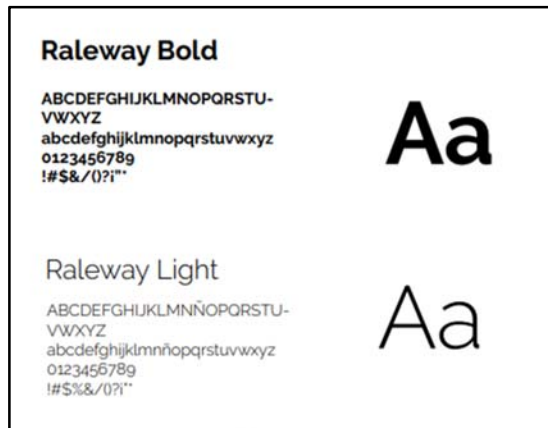 Raleway Bold
ABCDEFGHIJKLMNOPQRSTU-
VWXYZ
abcdefghijklmnopqrstuvwxyz
0123456789
!#$&/()?¡"*
Aa
Raleway Light
ABCDEFGHIJKLMNÑOPQRSTU-
VWXYZ
abcdefghijklmnñopqrstuvwxyz
0123456789
!#$%&/()?¡"*
Aa